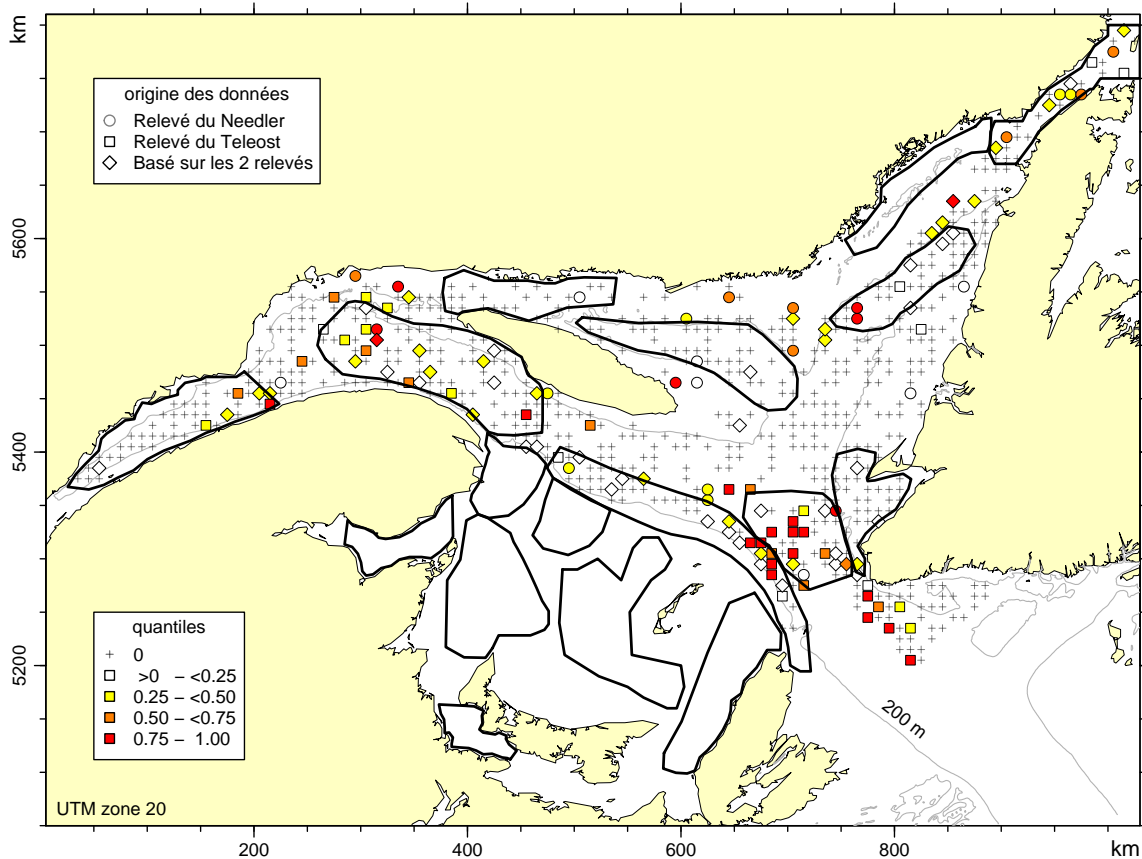 km
origine des données
Relevé du Needler
Relevé du Teleost
Basé sur les 2 relevés
5600
5400
5200
quantiles
0
>0 − <0.25
0.25 − <0.50
0.50 − <0.75
0.75 − 1.00
200 m
UTM zone 20
200
400
600
800
km